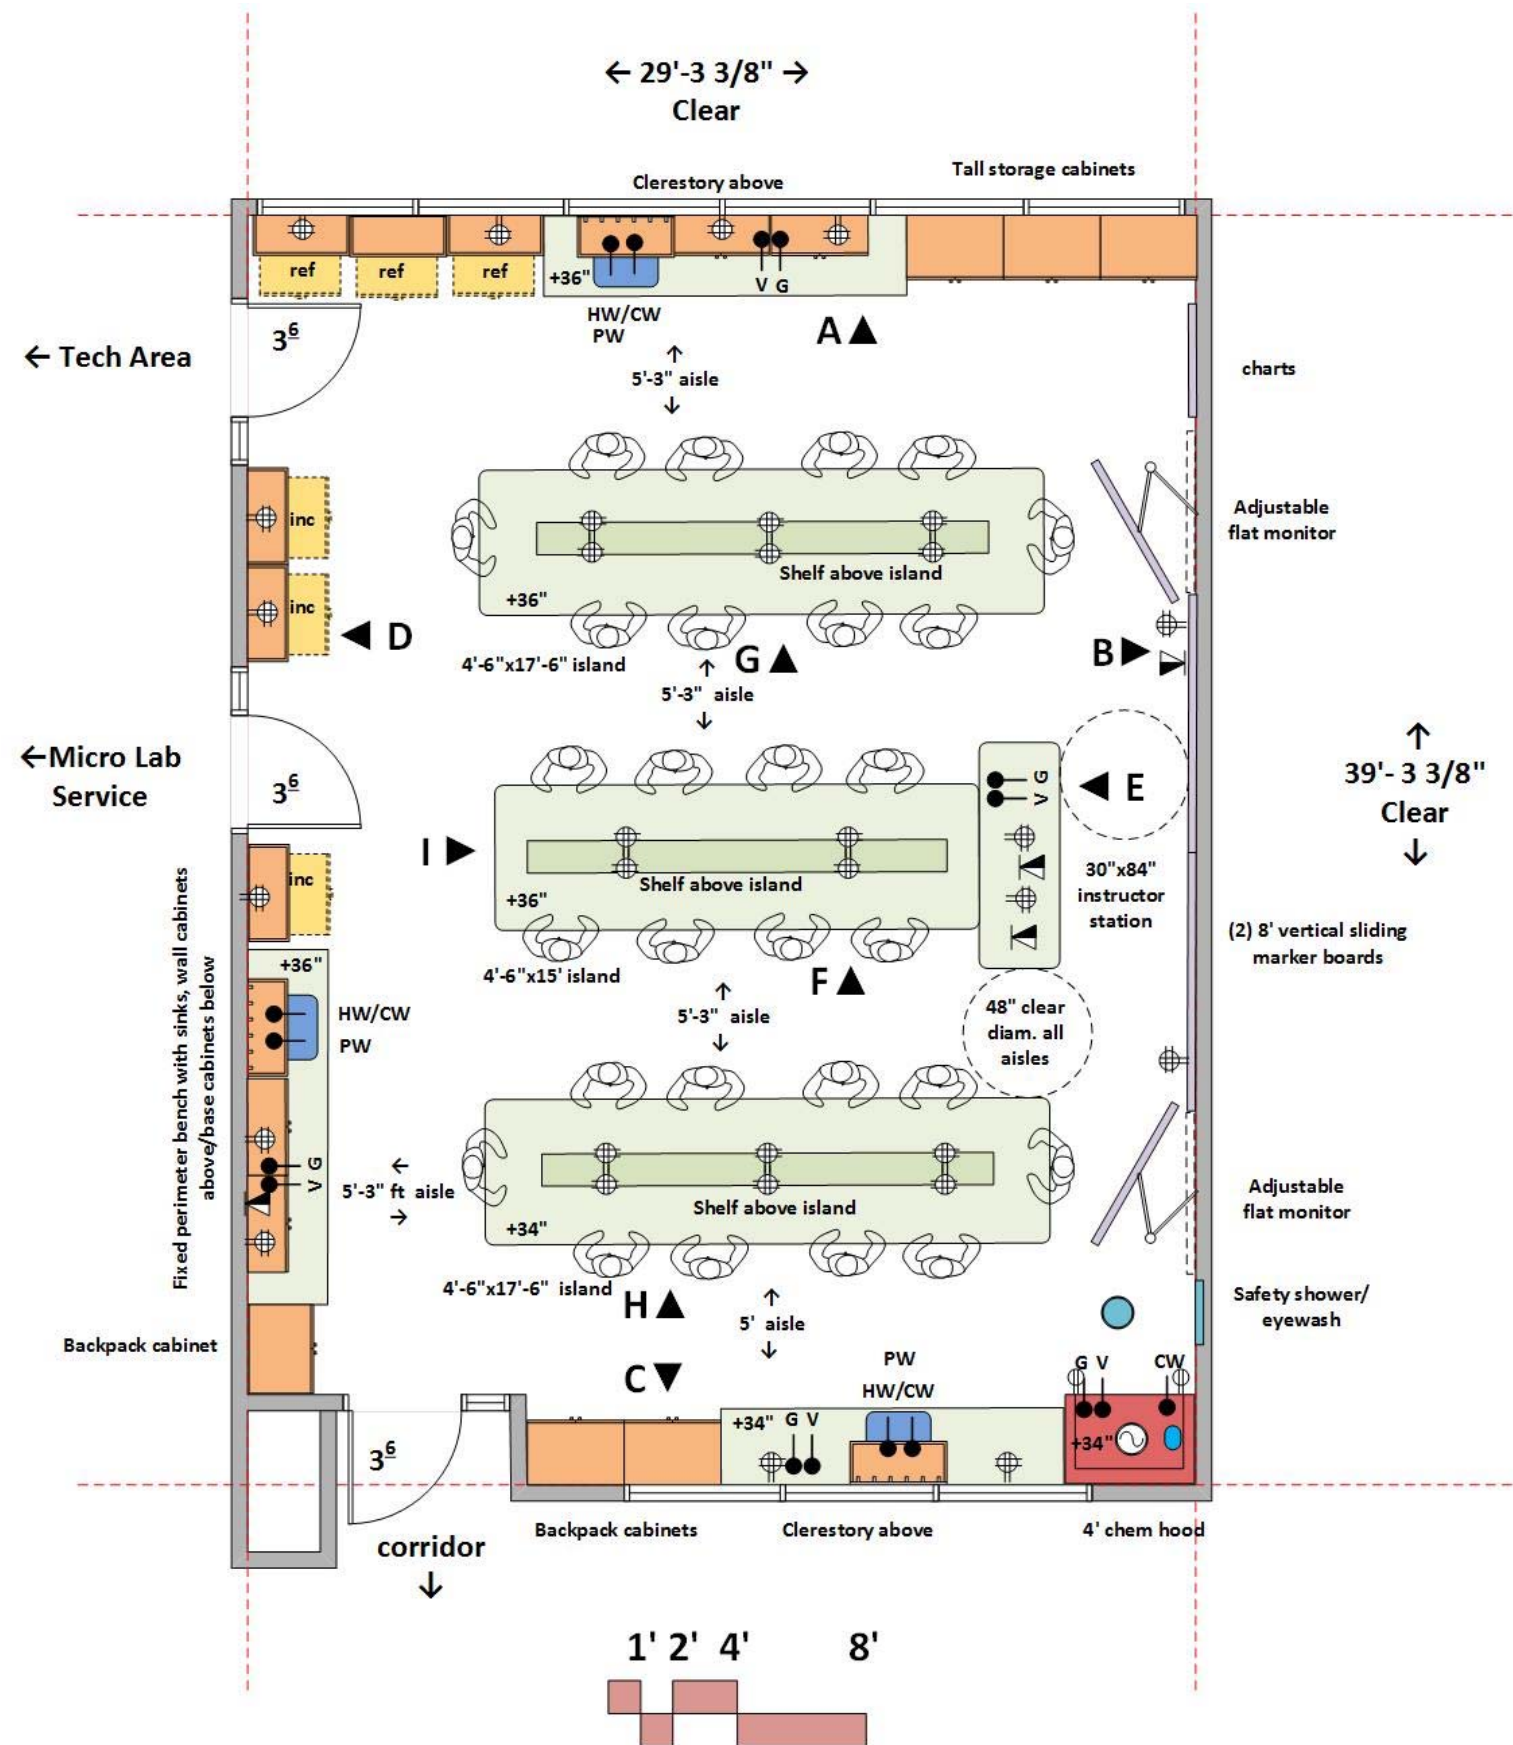 ← 29'-3 3/8" →
Clear
Tall storage cabinets
Clerestory above
ref
ref
ref
+36"
V G
HW/CW
PW
A
3 6
← Tech Area
↑
5'-3" aisle
↓
charts
Adjustable
flat monitor
inc
inc
Shelf above island
+36"
D
4'-6"x17'-6" island
G
B
↑
5'-3" aisle
↓
←Micro Lab
Service
3 6
G
V
E
↑
39'- 3 3/8"
Clear
↓
I
inc
Shelf above island
+36"
30"x84"
instructor
station
4'-6"x15' island
F
(2) 8' vertical sliding
marker boards
Fixed perimeter bench with sinks, wall cabinets
above/base cabinets below
+36"
HW/CW
PW
↑
5'-3" aisle
↓
48" clear
diam. all
aisles
G
V
←
5'-3" ft aisle
→
Shelf above island
+34"
Adjustable
flat monitor
4'-6"x17'-6" island
H
↑
5' aisle
↓
Safety shower/
eyewash
Backpack cabinet
C
PW
HW/CW
G V
CW
+34"
G V
+34"
3 6
Backpack cabinets
Clerestory above
4' chem hood
corridor
↓
1' 2' 4' 8'